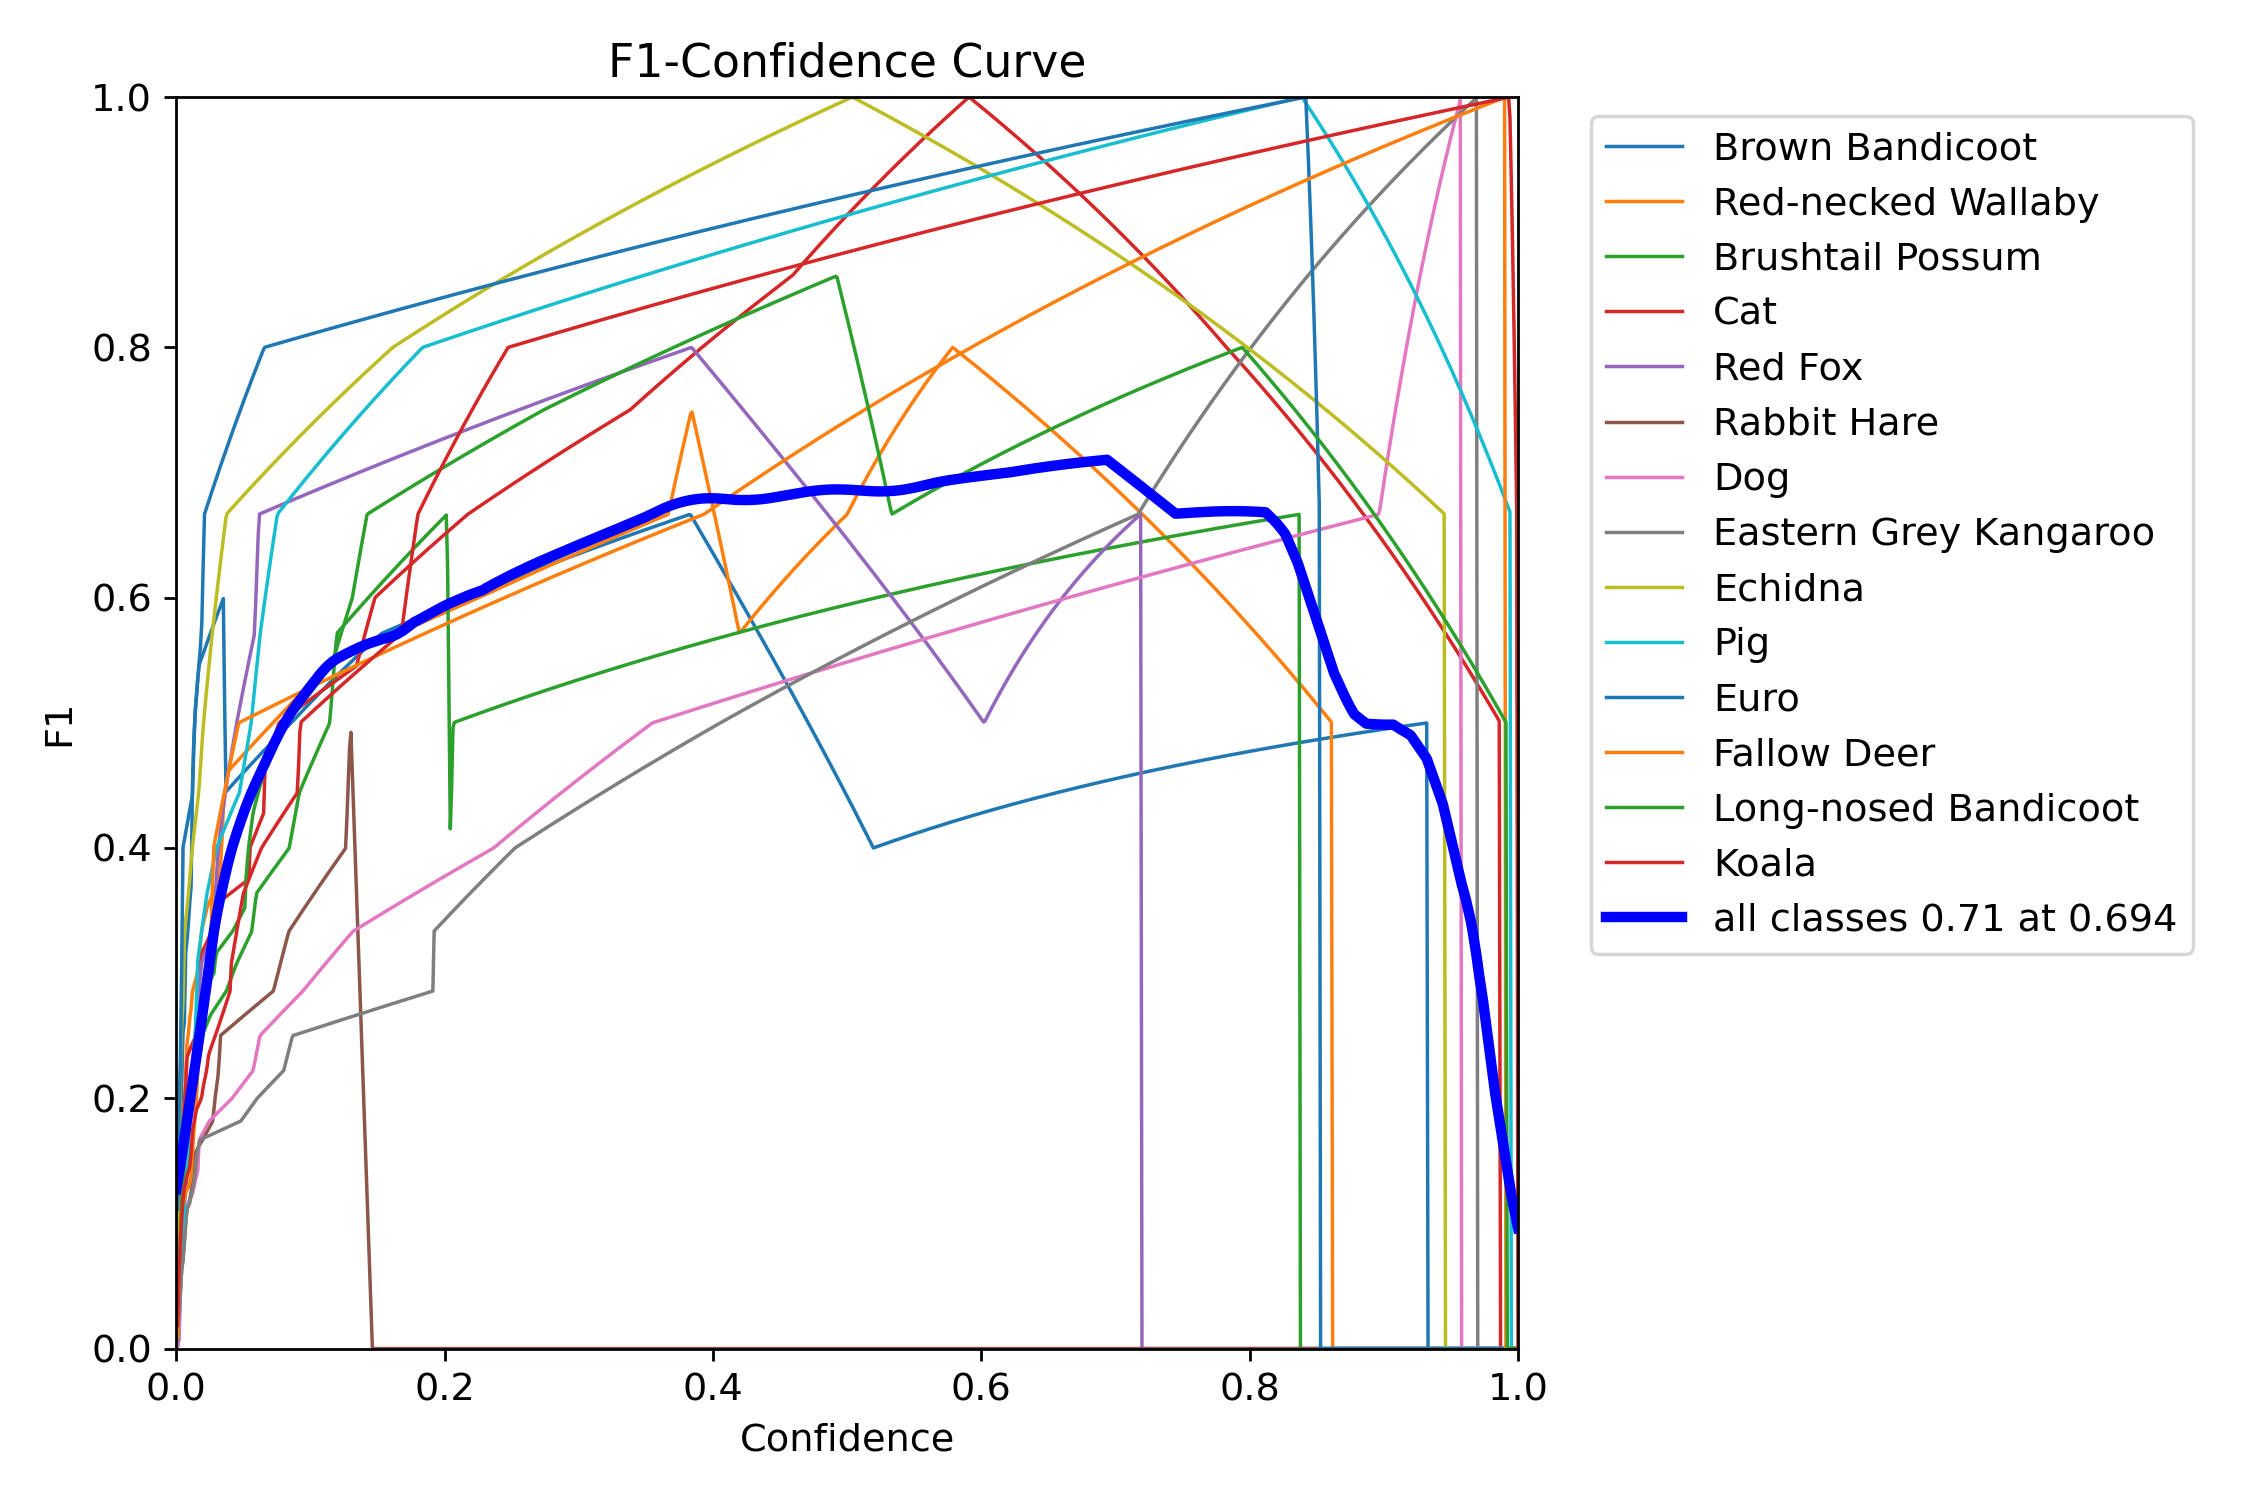 F1-Confidence Curve
1.0
0.8
0.6
0.4
0.2
0.0
F1
0.0 0.2 0.4 0.6 0.8 1.0
Confidence
Brown Bandicoot
Red-necked Wallaby
Brushtail Possum
Cat
Red Fox
Rabbit Hare
Dog
Eastern Grey Kangaroo
Echidna
Pig
Euro
Fallow Deer
Long-nosed Bandicoot
Koala
all classes 0.71 at 0.694